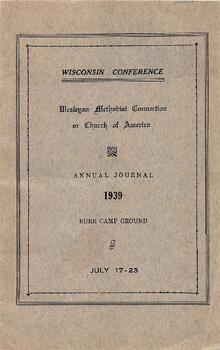 WISCONSIN CONFERENCE
Wesleyan Methodist Connection
or Church of America
ANNUAL JOURNAL
1939
BURR CAMP GROUND
JULY 17-23